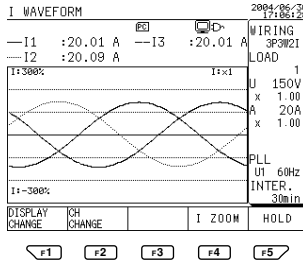 I WAVEFORM
2004/06/30
17:06:28
PC
I1 :20.01 A I3 :20.01 A
I2 :20.09 A
WIRING
3P3W2I
LOAD
1
U 150V
x 1.00
A 20A
x 1.00
PLL
U1 60Hz
INTER.
30min
I:300%
I:x1
I:-300%
DISPLAY
CHANGE
CH
CHANGE
I ZOOM
HOLD
F1 F2 F3 F4 F5